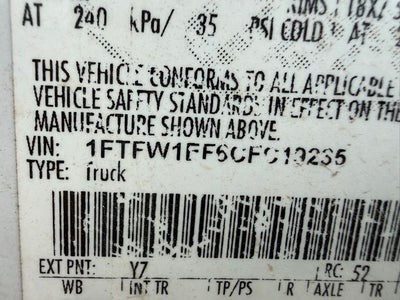 AT 240 kPa/ 35 PSI COLD AT
THIS VEHICLE CONFORMS TO ALL APPLICABLE
VEHICLE SAFETY STANDARDS IN EFFECT ON THE
MANUFACTURE SHOWN ABOVE.
VIN:
TYPE: Truck
EXT PNT: Y7 RC: 52
WB INT TR TP/PS R AXLE TR